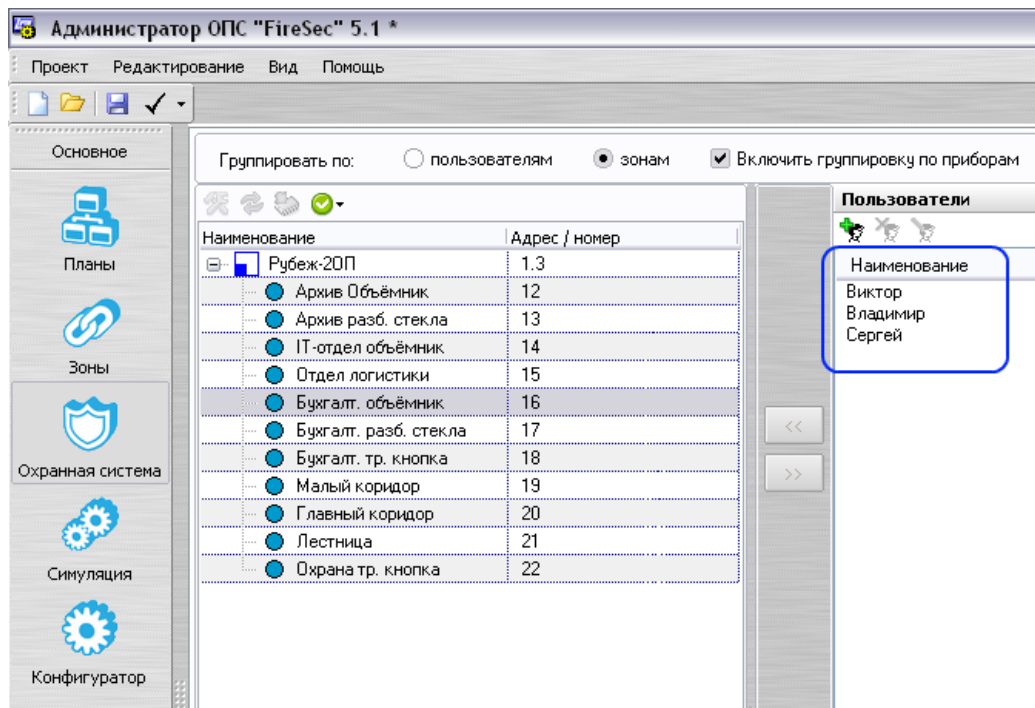 Администратор ОПС "FireSec" 5.1 *
Проект Редактирование Вид Помощь
Основное
Планы
Зоны
Охранная система
Симуляция
Конфигуратор
Группировать по: пользователям зонам Включить группировку по приборам
Наименование Адрес / номер
Рубеж-2ОП 1.3
Архив Объёмник 12
Архив разб. стекла 13
IT-отдел объёмник 14
Отдел логистики 15
Бухгалт. объёмник 16
Бухгалт. разб. стекла 17
Бухгалт. тр. кнопка 18
Малый коридор 19
Главный коридор 20
Лестница 21
Охрана тр. кнопка 22
<<
>>
Пользователи
Наименование
Виктор
Владимир
Сергей